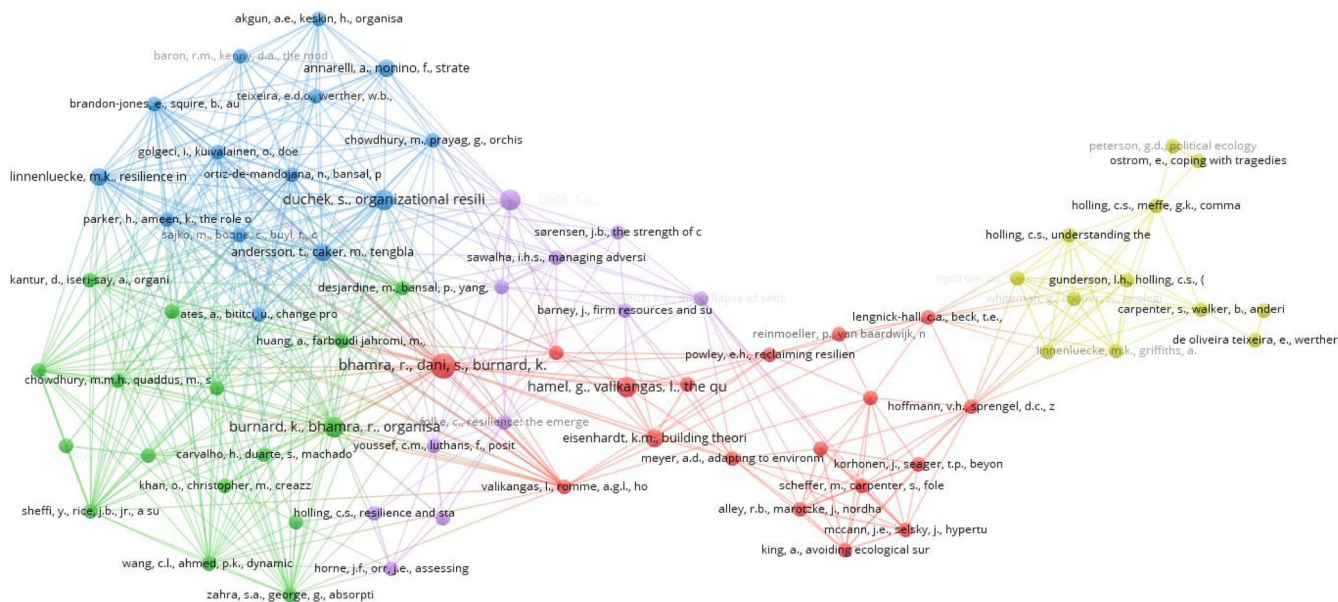 akgun, a.e., keskin, h., organisa
baron, r.m., kenny, d.a., the mod
annarelli, a., nonino, f., strate
brandon-jones, e., squire, b., au
teixeira, e.d.o., werther, w.b.,
chowdhury, m., prayag, g., orchis
golgeci, i., kuivalainen, o., doe
linnenluecke, m.k., resilience in
ortiz-de-mandojana, n., bansal, p
duchek, s., organizational resili
beck, t.e.,
parker, h., ameen, k., the role o
sajko, m., boone, c., buyl, t., c
andersson, t., caker, m., tengbla
sørensen, j.b., the strength of c
sawalha, i.h.s., managing adversi
kantur, d., iseri-say, a., organi
desjardine, m., bansal, p., yang,
collapse of sens
ates, a., bititci, u., change pro
barney, j., firm resources and su
huang, a., farboudi jahromi, m.,
bhamra, r., dani, s., burnard, k.
chowdhury, m.m.h., quaddus, m., s
burnard, k., bhamra, r., organisa
folke, c., resilience: the emerge
youssef, c.m., luthans, f., posit
carvalho, h., duarte, s., machado
khan, o., christopher, m., creazz
sheffi, y., rice, j.b., jr., a su
holling, c.s., resilience and sta
wang, c.l., ahmed, p.k., dynamic
horne, j.f., orr, j.e., assessing
zahra, s.a., george, g., absorpti
lengnick-hall, c.a., beck, t.e.,
reinmoeller, p., van baardwijk, n
powley, e.h., reclaiming resilien
hamel, g., valikangas, l., the qu
hoffmann, v.h., sprengel, d.c., z
eisenhardt, k.m., building theori
meyer, a.d., adapting to environm
korhonen, j., seager, t.p., beyon
valikangas, l., romme, a.g.l., ho
scheffer, m., carpenter, s., fole
alley, r.b., marotzke, j., nordha
mccann, j.e., selsky, j., hypertu
king, a., avoiding ecological sur
peterson, g.d., political ecology
ostrom, e., coping with tragedies
holling, c.s., meffe, g.k., comma
holling, c.s., understanding the
nystrom, m.,
gunderson, l.h., holling, c.s., (
whiteman, g., cooper,
carpenter, s., walker, b., anderi
de oliveira teixeira, e., werther
linnenluecke, m.k., griffiths, a.